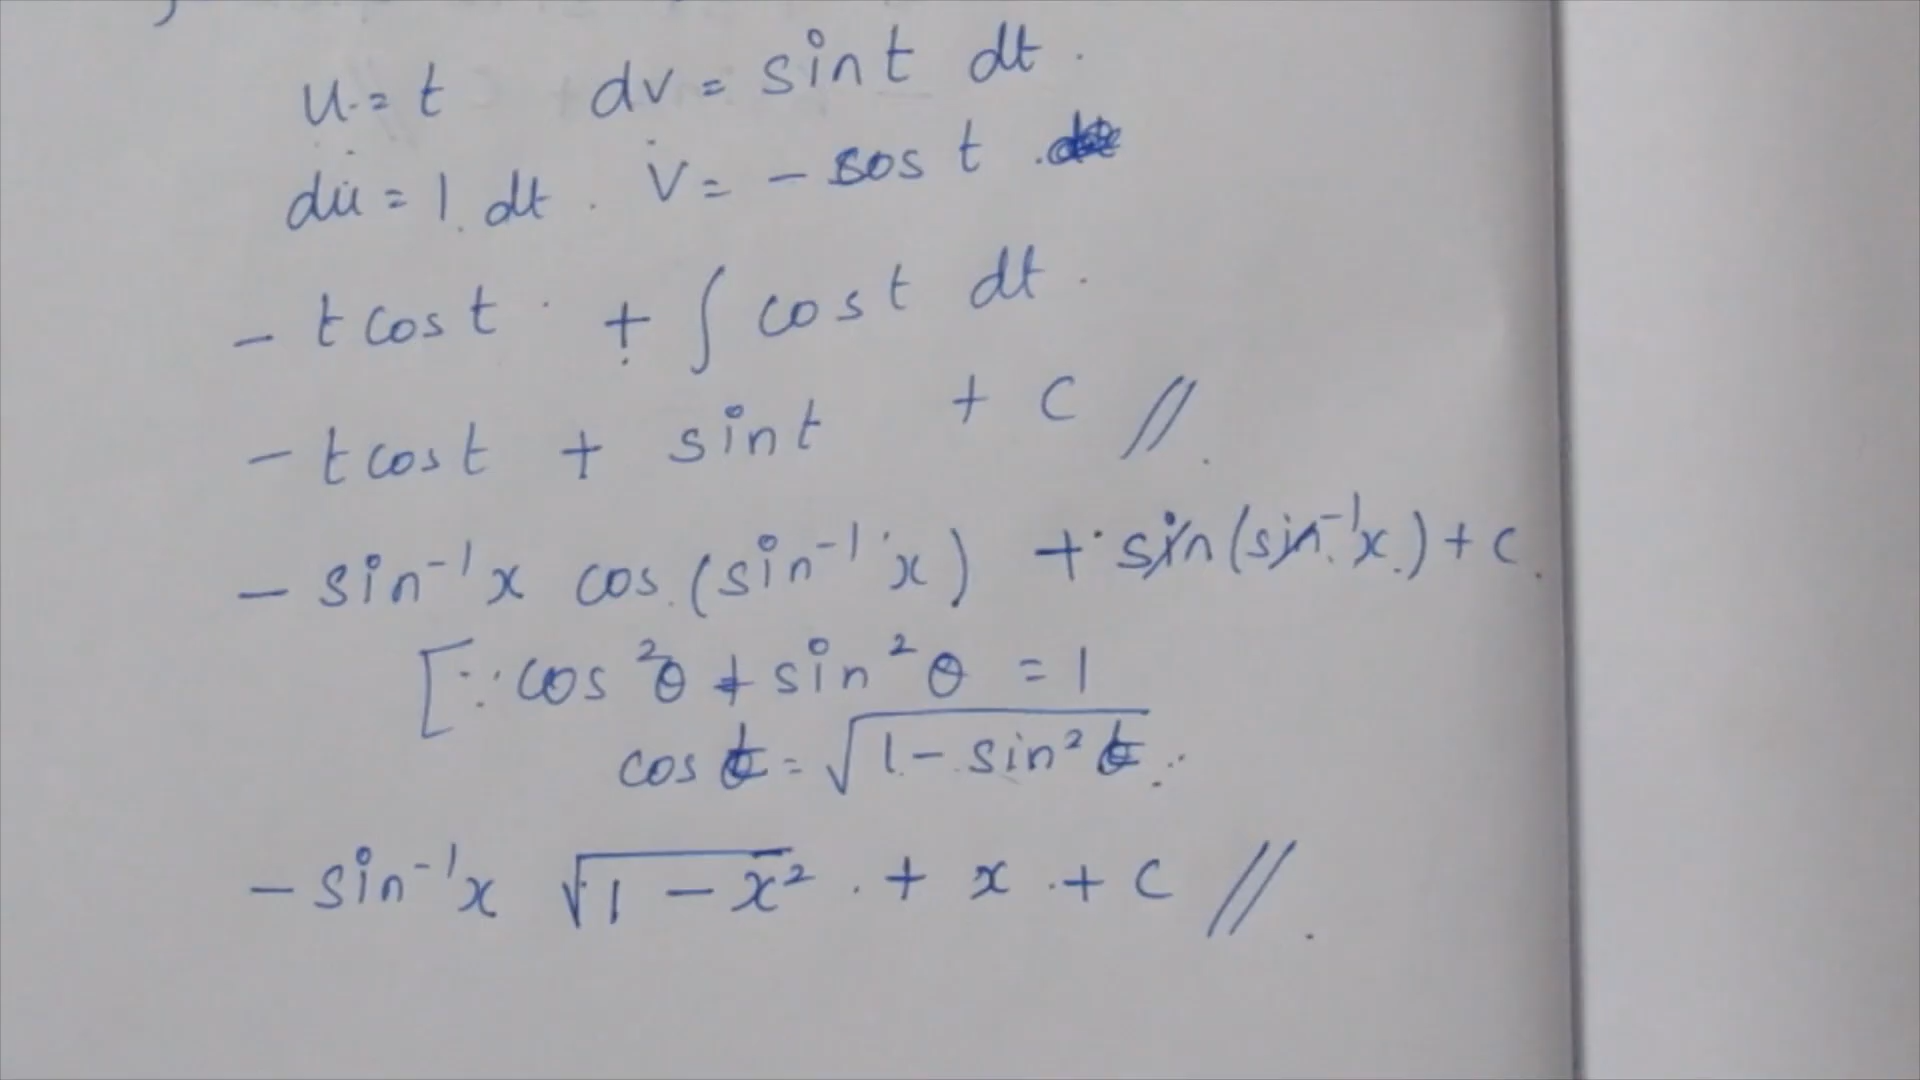 u = t dv = sin t dt
du = 1. dt v = - cos t
- t cos t + ∫ cos t dt
- t cos t + sin t + c //
- sin⁻¹x cos (sin⁻¹x) + sin(sin⁻¹x) + c
[∵ cos²θ + sin²θ = 1
cos t = √1 - sin² t
- sin⁻¹x √1 - x² + x + c //